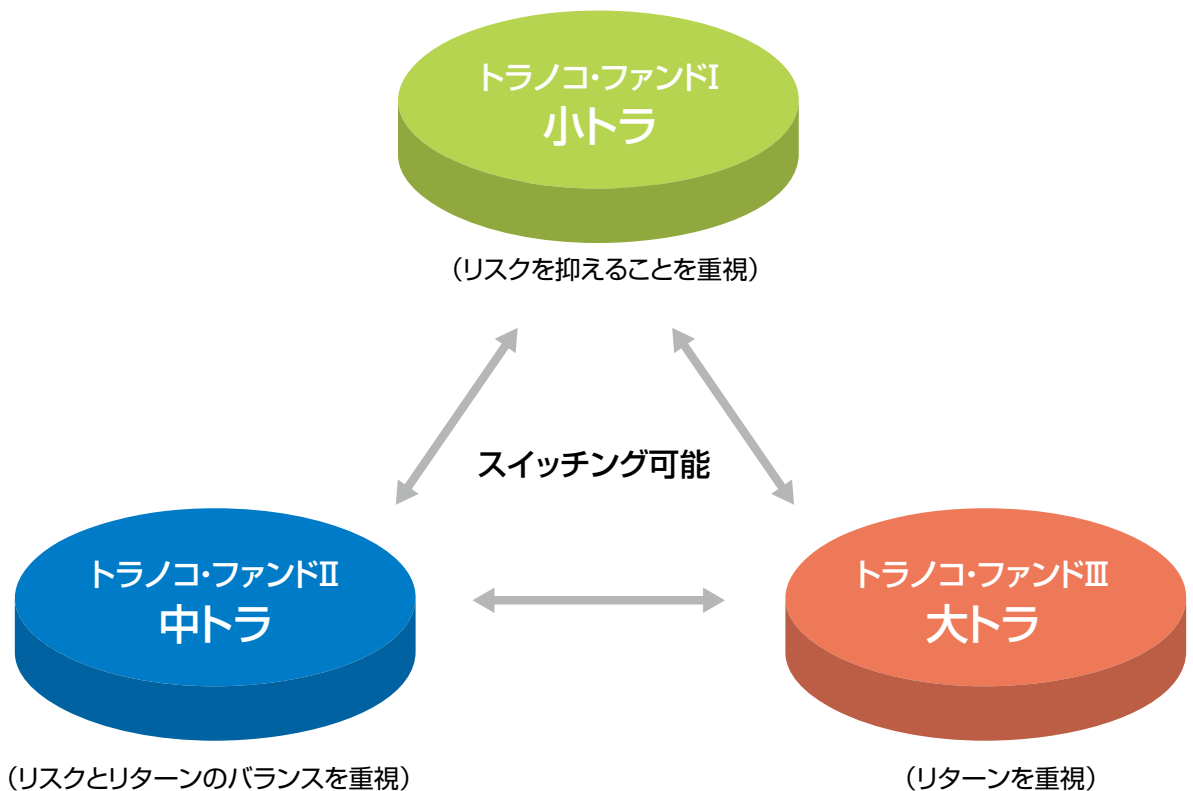 トラノコ・ファンドⅠ
小トラ
（リスクを抑えることを重視）
スイッチング可能
トラノコ・ファンドⅡ
中トラ
（リスクとリターンのバランスを重視）
トラノコ・ファンドⅢ
大トラ
（リターンを重視）